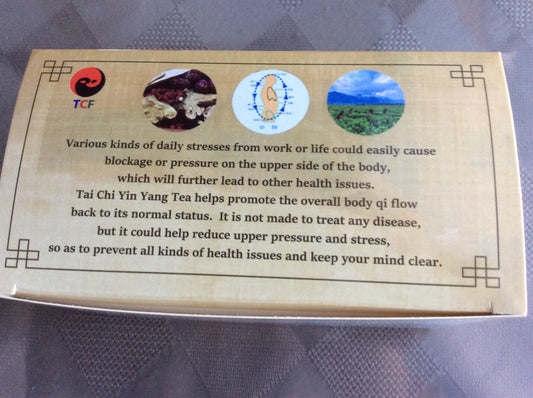 TCF
Various kinds of daily stresses from work or life could easily cause
blockage or pressure on the upper side of the body,
which will further lead to other health issues.
Tai Chi Yin Yang Tea helps promote the overall body qi flow
back to its normal status. It is not made to treat any disease,
but it could help reduce upper pressure and stress,
so as to prevent all kinds of health issues and keep your mind clear.